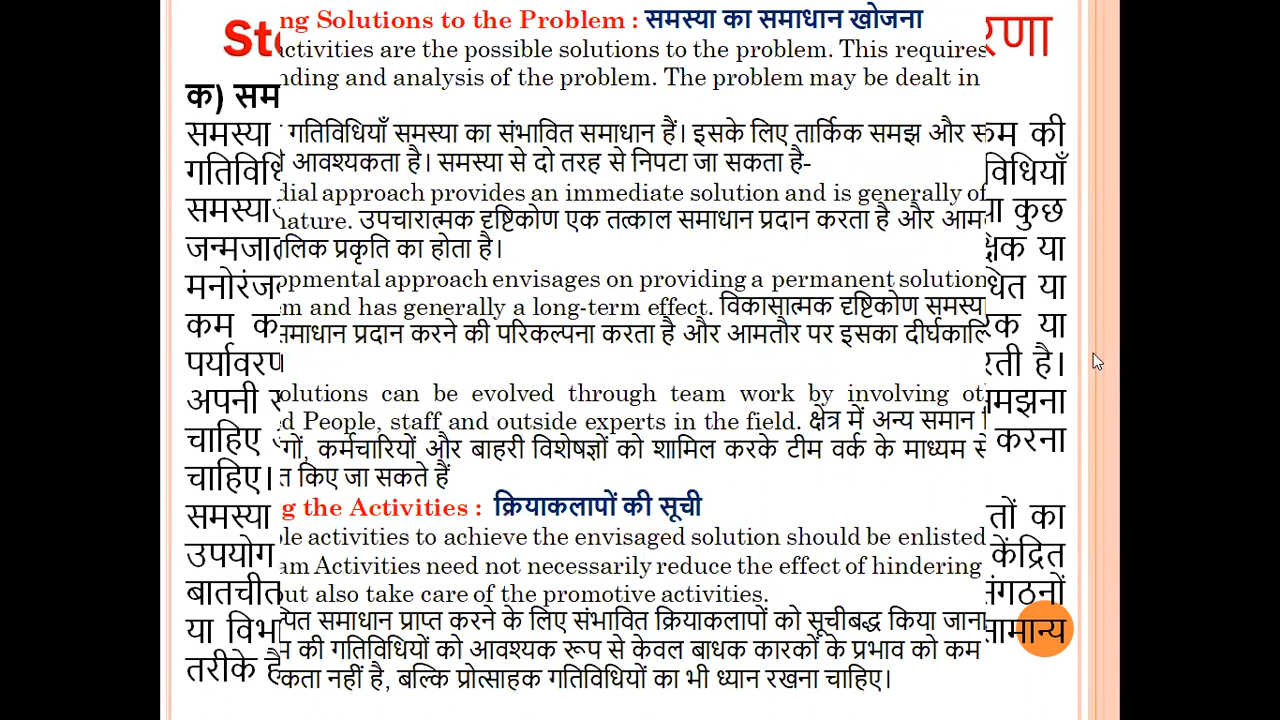 ng Solutions to the Problem : समस्या का समाधान खोजना
Ste रणा
activities are the possible solutions to the problem. This requires
nding and analysis of the problem. The problem may be dealt in
क) सम
समस्या गतिविधियाँ समस्या का संभावित समाधान हैं। इसके लिए तार्किक समझ और स क्रम की
आवश्यकता है। समस्या से दो तरह से निपटा जा सकता है-
गतिविधि विधियाँ
dial approach provides an immediate solution and is generally of
समस्या ा कुछ
nature. उपचारात्मक दृष्टिकोण एक तत्काल समाधान प्रदान करता है और आम
जन्मजात लिक प्रकृति का होता है। क्षिक या
pmental approach envisages on providing a permanent solution
मनोरंज धित या
em and has generally a long-term effect. विकासात्मक दृष्टिकोण समस्या
कम क समाधान प्रदान करने की परिकल्पना करता है और आमतौर पर इसका दीर्घकालि क या
पर्यावरण रती है।
olutions can be evolved through team work by involving ot
अपनी मझना
d People, staff and outside experts in the field. क्षेत्र में अन्य समान
चाहिए गों, कर्मचारियों और बाहरी विशेषज्ञों को शामिल करके टीम वर्क के माध्यम से करना
चाहिए। त किए जा सकते हैं
g the Activities : क्रियाकलापों की सूची
समस्या तों का
le activities to achieve the envisaged solution should be enlisted
उपयोग केंद्रित
am Activities need not necessarily reduce the effect of hindering
बातचीत but also take care of the promotive activities. संगठनों
पित समाधान प्राप्त करने के लिए संभावित क्रियाकलापों को सूचीबद्ध किया जाना
या विभ सामान्य
म की गतिविधियों को आवश्यक रूप से केवल बाधक कारकों के प्रभाव को कम
तरीके है कता नहीं है, बल्कि प्रोत्साहक गतिविधियों का भी ध्यान रखना चाहिए।